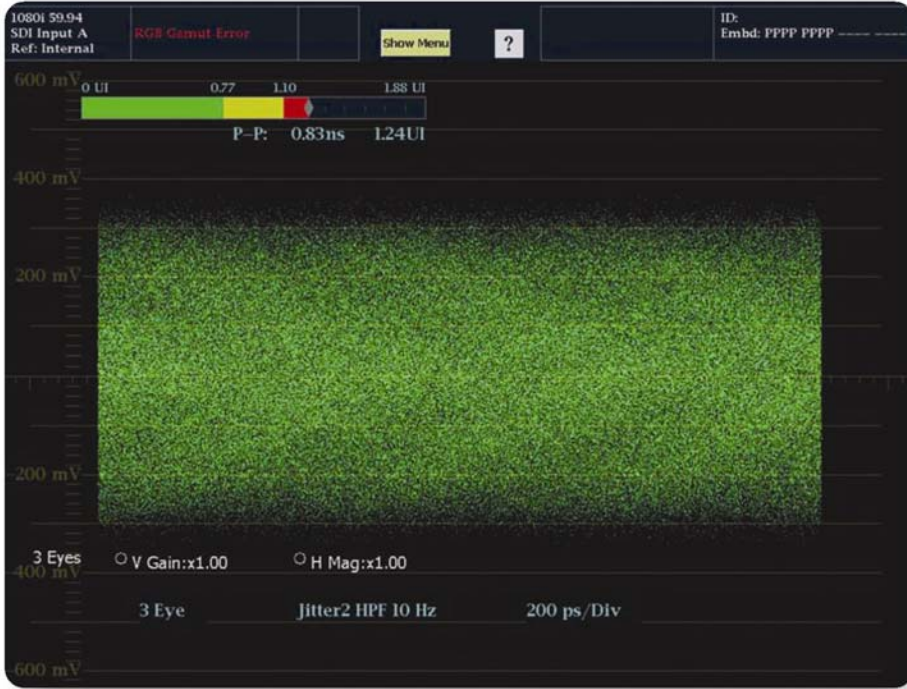 1080i 59.94
SDI Input A
Ref: Internal
RGB Gamut Error
Show Menu
?
ID:
Embd: PPPP PPPP ---- ----
600 mV
0 UI 0.77 1.10 1.88 UI
P-P: 0.83ns 1.24UI
400 mV
200 mV
-200 mV
3 Eyes V Gain:x1.00 H Mag:x1.00
-400 mV
3 Eye Jitter2 HPF 10 Hz 200 ps/Div
-600 mV